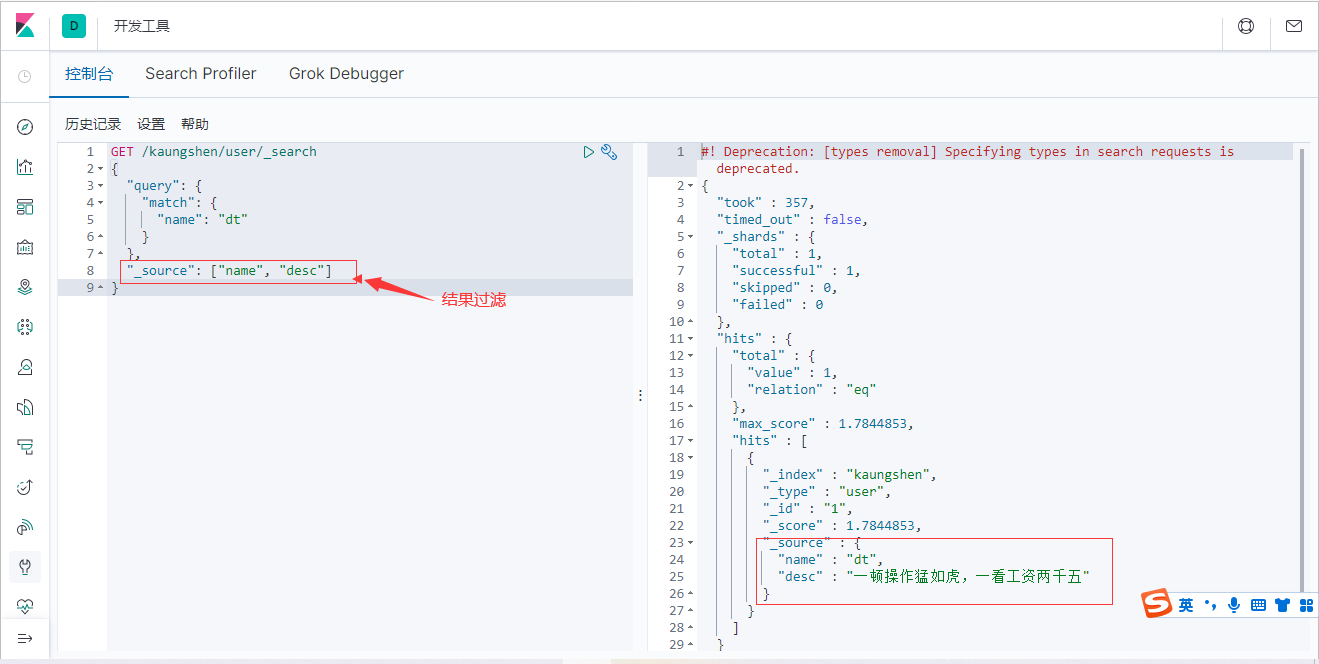 D 开发工具
控制台 Search Profiler Grok Debugger
历史记录 设置 帮助
1 GET /kaungshen/user/_search
2 {
3 "query": {
4 "match": {
5 "name": "dt"
6 }
7 },
8 "_source": ["name", "desc"]
9 }
结果过滤
1 #! Deprecation: [types removal] Specifying types in search requests is
deprecated.
2 {
3 "took" : 357,
4 "timed_out" : false,
5 "_shards" : {
6 "total" : 1,
7 "successful" : 1,
8 "skipped" : 0,
9 "failed" : 0
10 },
11 "hits" : {
12 "total" : {
13 "value" : 1,
14 "relation" : "eq"
15 },
16 "max_score" : 1.7844853,
17 "hits" : [
18 {
19 "_index" : "kaungshen",
20 "_type" : "user",
21 "_id" : "1",
22 "_score" : 1.7844853,
23 "_source" : {
24 "name" : "dt",
25 "desc" : "一顿操作猛如虎，一看工资两千五"
26 }
27 }
28 ]
29 }
S 英